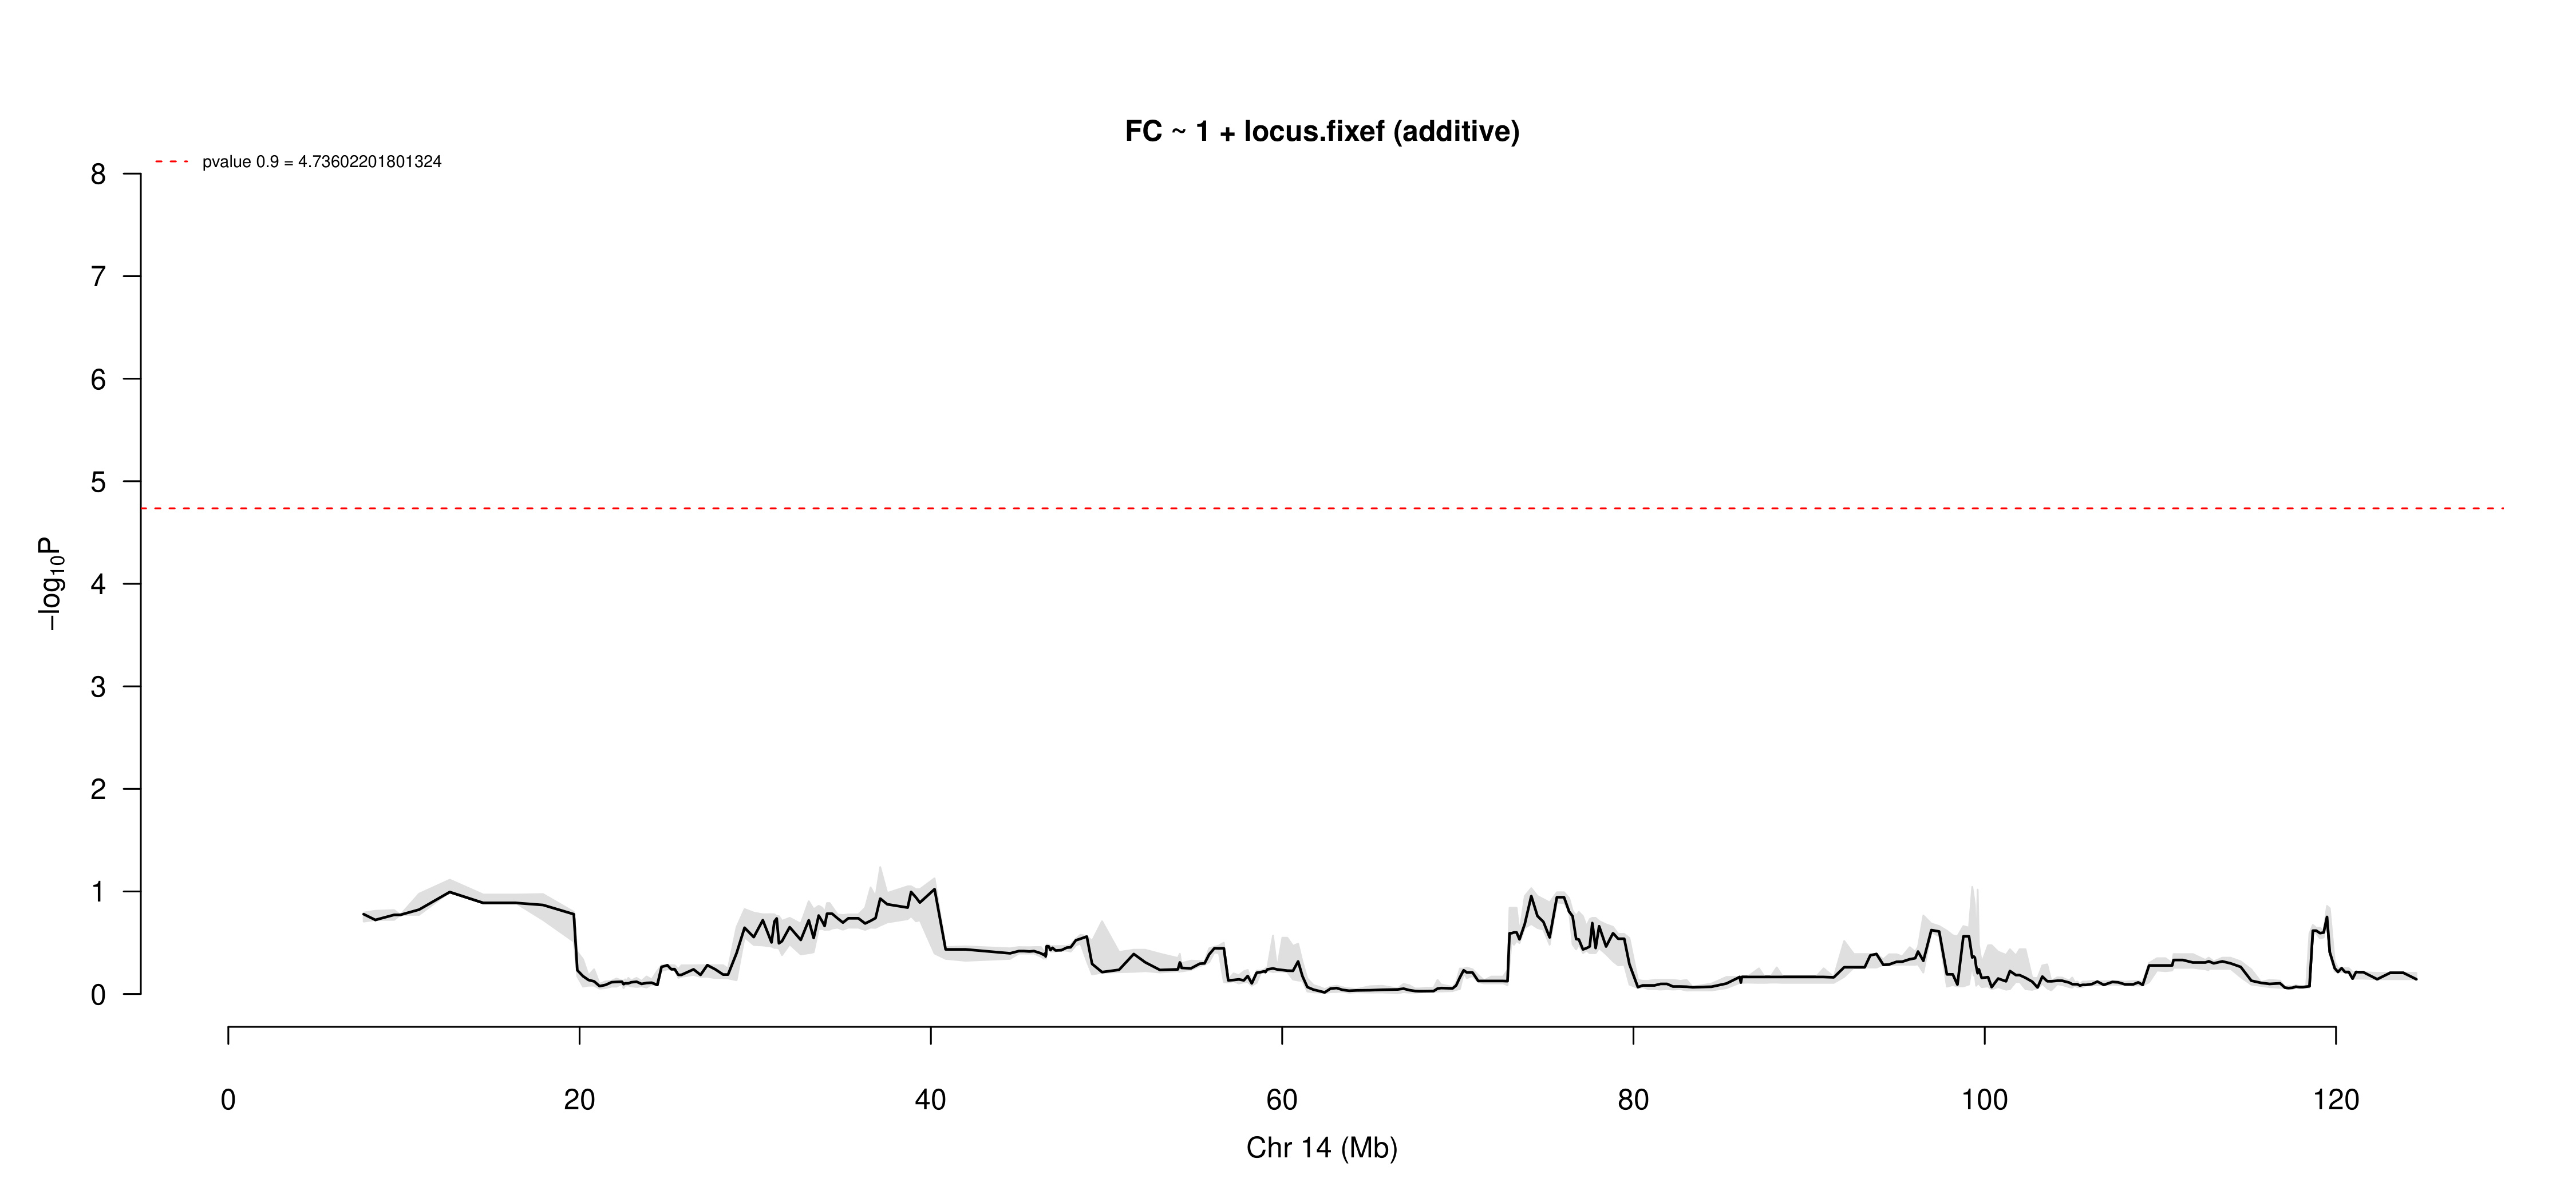 FC ~ 1 + locus.fixef (additive)
pvalue 0.9 = 4.73602201801324
8
7
6
5
4
3
2
1
0
−log10P
0 20 40 60 80 100 120
Chr 14 (Mb)